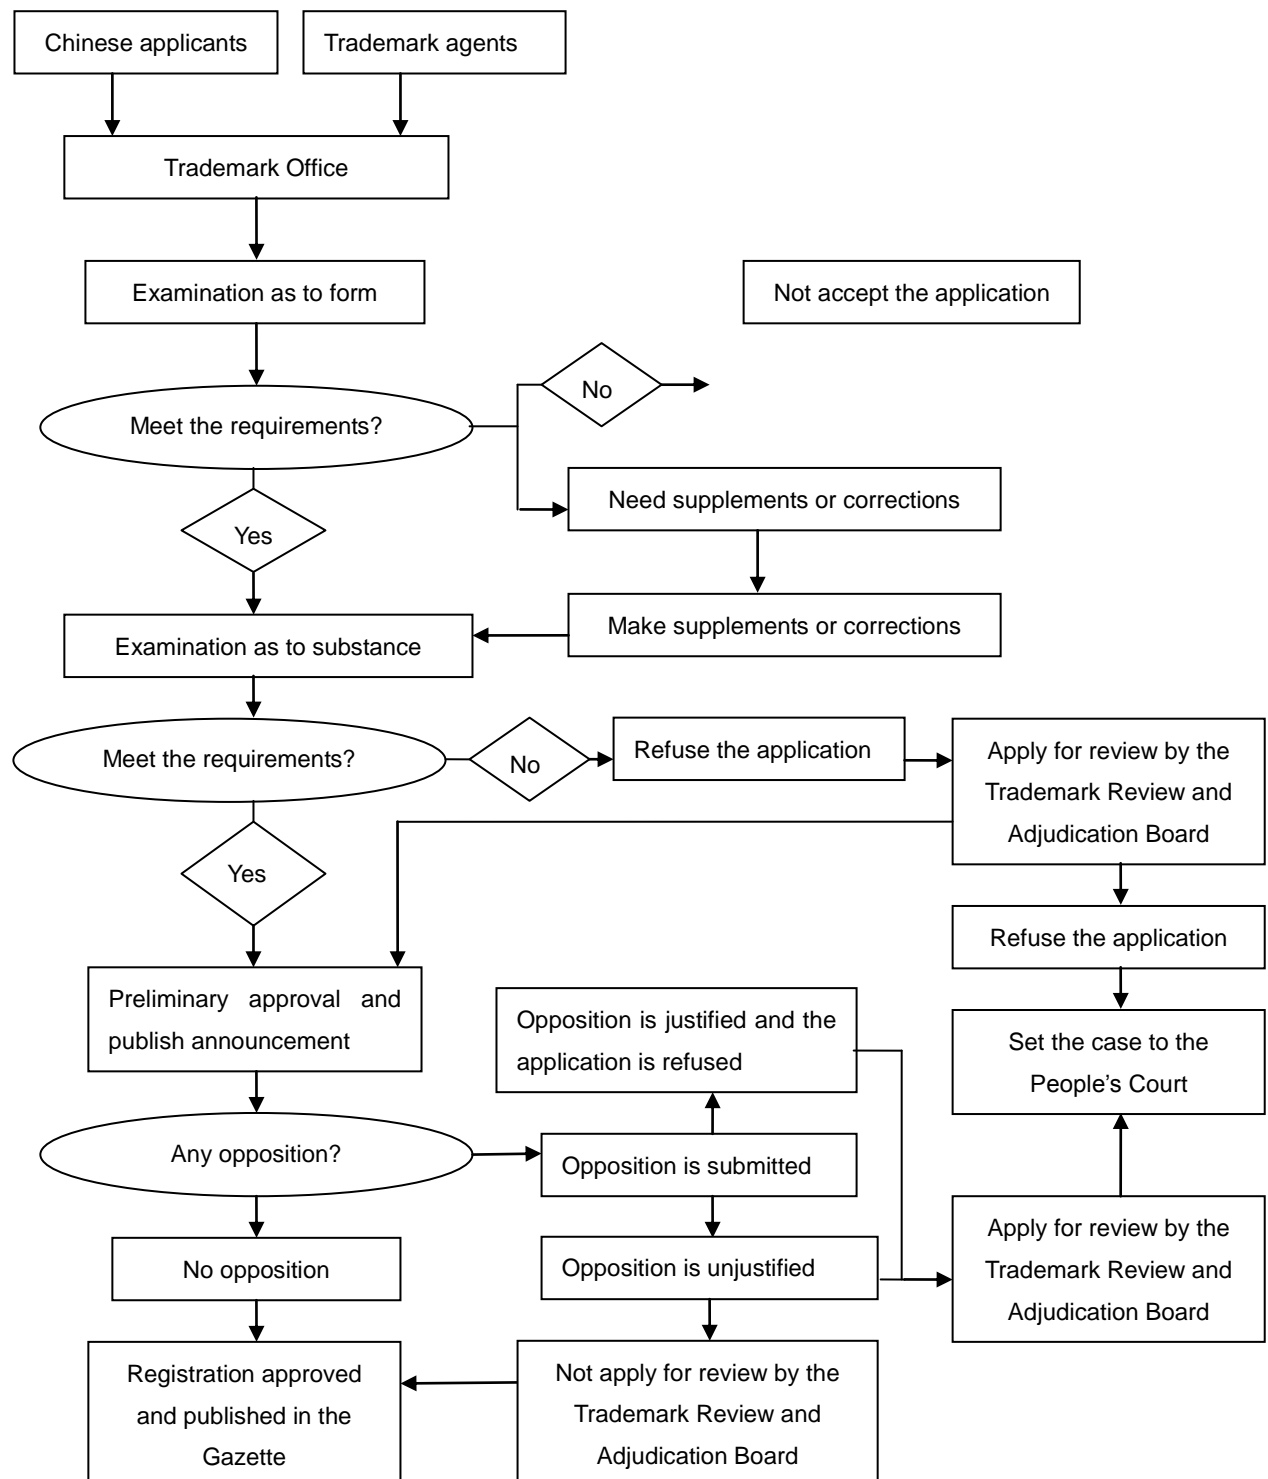 Chinese applicants
Trademark agents
Trademark Office
Examination as to form
Not accept the application
No
Meet the requirements?
Need supplements or corrections
Yes
Make supplements or corrections
Examination as to substance
Meet the requirements?
No
Refuse the application
Apply for review by the
Trademark Review and
Adjudication Board
Yes
Refuse the application
Preliminary approval and
publish announcement
Opposition is justified and the
application is refused
Set the case to the
People's Court
Any opposition?
Opposition is submitted
No opposition
Opposition is unjustified
Apply for review by the
Trademark Review and
Adjudication Board
Registration approved
and published in the
Gazette
Not apply for review by the
Trademark Review and
Adjudication Board